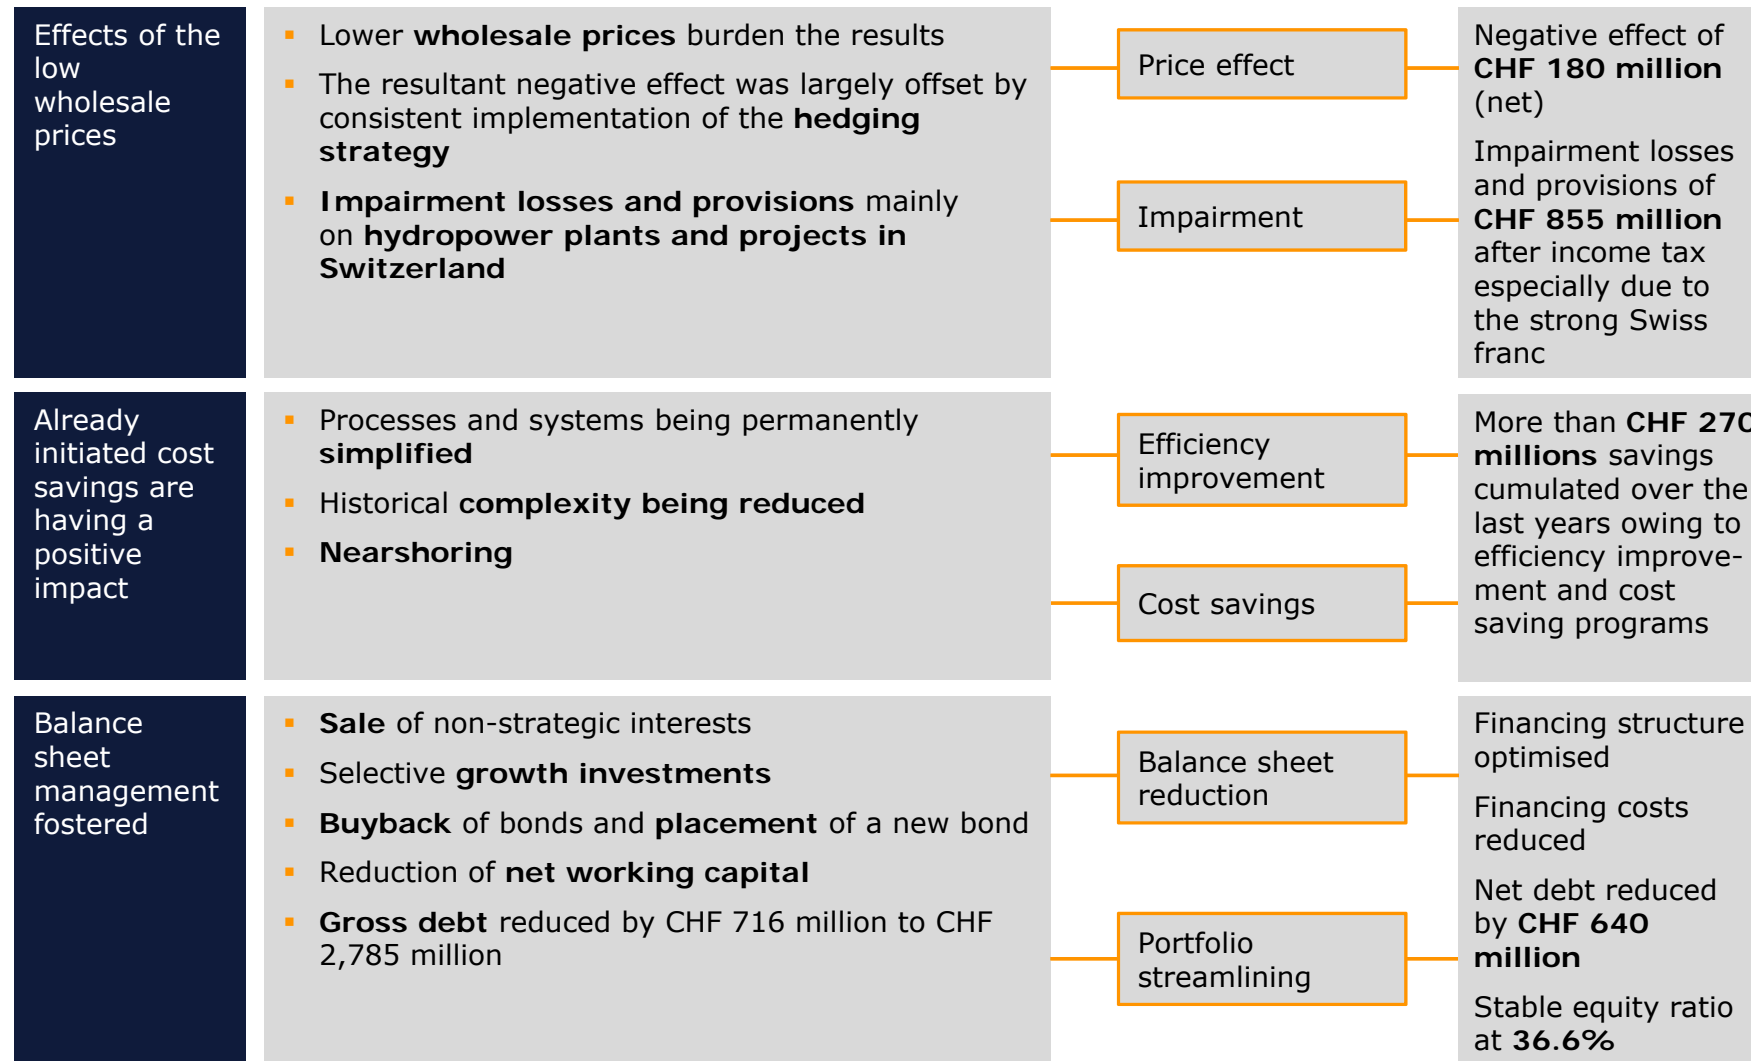 Effects of the
low
wholesale
prices
Lower wholesale prices burden the results
The resultant negative effect was largely offset by
consistent implementation of the hedging
strategy
Impairment losses and provisions mainly
on hydropower plants and projects in
Switzerland
Price effect
Impairment
Negative effect of
CHF 180 million
(net)
Impairment losses
and provisions of
CHF 855 million
after income tax
especially due to
the strong Swiss
franc
Already
initiated cost
savings are
having a
positive
impact
Processes and systems being permanently
simplified
Historical complexity being reduced
Nearshoring
Efficiency
improvement
Cost savings
More than CHF 270
millions savings
cumulated over the
last years owing to
efficiency improve-
ment and cost
saving programs
Balance
sheet
management
fostered
Sale of non-strategic interests
Selective growth investments
Buyback of bonds and placement of a new bond
Reduction of net working capital
Gross debt reduced by CHF 716 million to CHF
2,785 million
Balance sheet
reduction
Portfolio
streamlining
Financing structure
optimised
Financing costs
reduced
Net debt reduced
by CHF 640
million
Stable equity ratio
at 36.6%